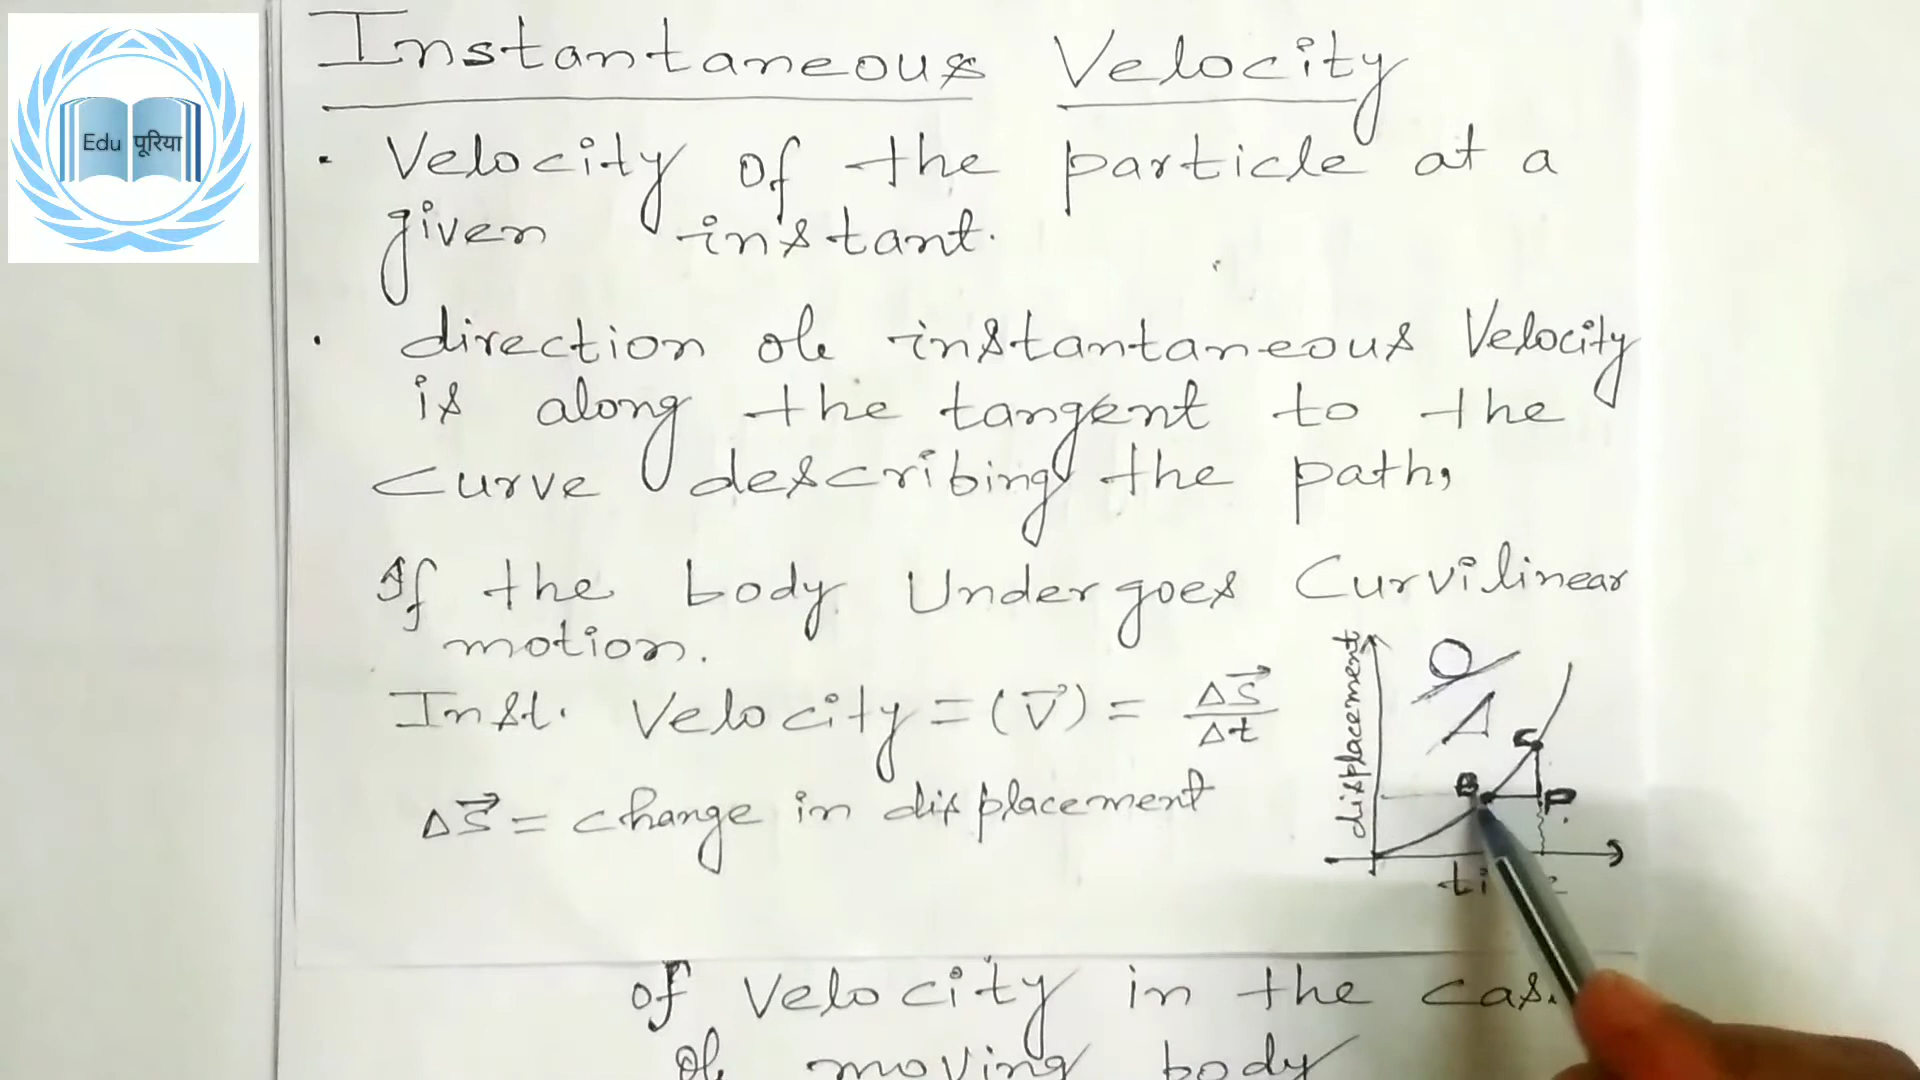 Edu पूरिया
Instantaneous Velocity
• Velocity of the particle at a
given instant.
• direction of instantaneous Velocity
is along the tangent to the
curve describing the path,
If the body Undergoes Curvilinear
motion.
Inst. Velocity = (V⃗) = ΔS⃗/Δt
ΔS⃗ = change in displacement
displacement
C
B
P.
of Velocity in the cas
of moving body